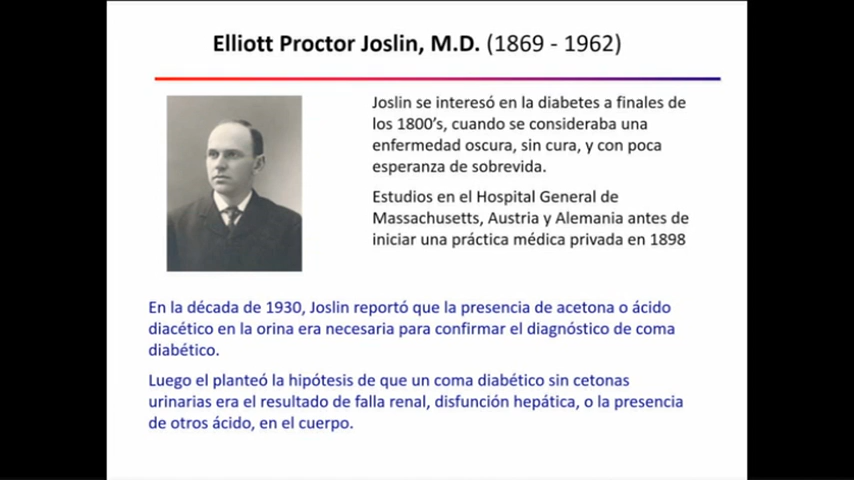 Elliott Proctor Joslin, M.D. (1869 - 1962)
Joslin se interesó en la diabetes a finales de
los 1800's, cuando se consideraba una
enfermedad oscura, sin cura, y con poca
esperanza de sobrevida.
Estudios en el Hospital General de
Massachusetts, Austria y Alemania antes de
iniciar una práctica médica privada en 1898
En la década de 1930, Joslin reportó que la presencia de acetona o ácido
diacético en la orina era necesaria para confirmar el diagnóstico de coma
diabético.
Luego el planteó la hipótesis de que un coma diabético sin cetonas
urinarias era el resultado de falla renal, disfunción hepática, o la presencia
de otros ácido, en el cuerpo.